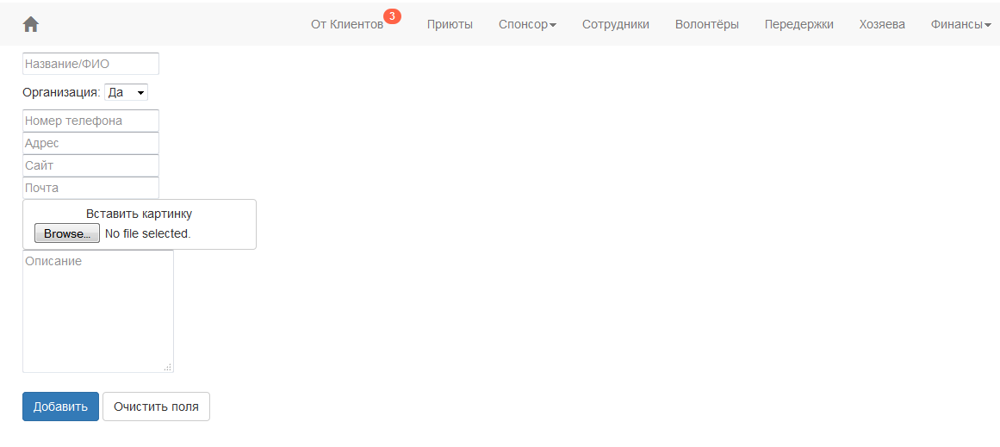 От Клиентов 3 Приюты Спонсор Сотрудники Волонтёры Передержки Хозяева Финансы
Название/ФИО
Организация: Да
Номер телефона
Адрес
Сайт
Почта
Вставить картинку
Browse... No file selected.
Описание
Добавить Очистить поля